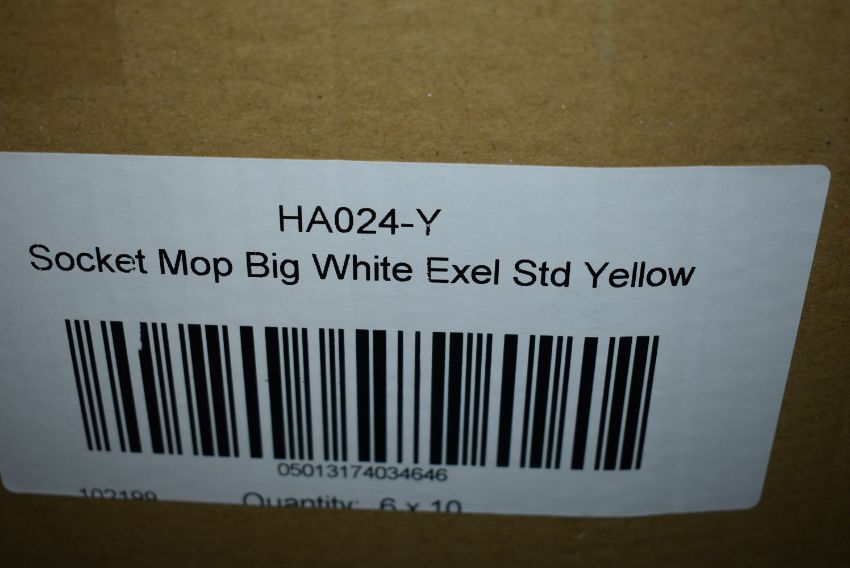 HA024-Y
Socket Mop Big White Exel Std Yellow
05013174034646
102199 Quantity: 6 x 10